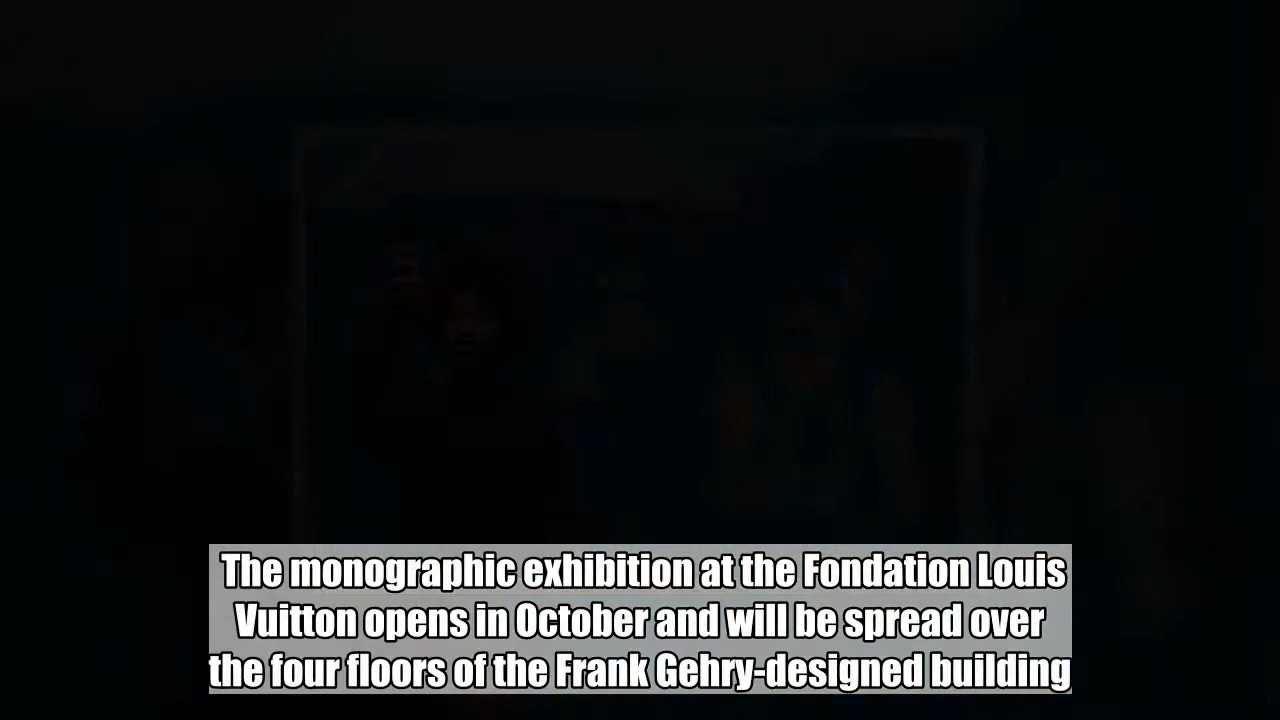 The monographic exhibition at the Fondation Louis
Vuitton opens in October and will be spread over
the four floors of the Frank Gehry-designed building